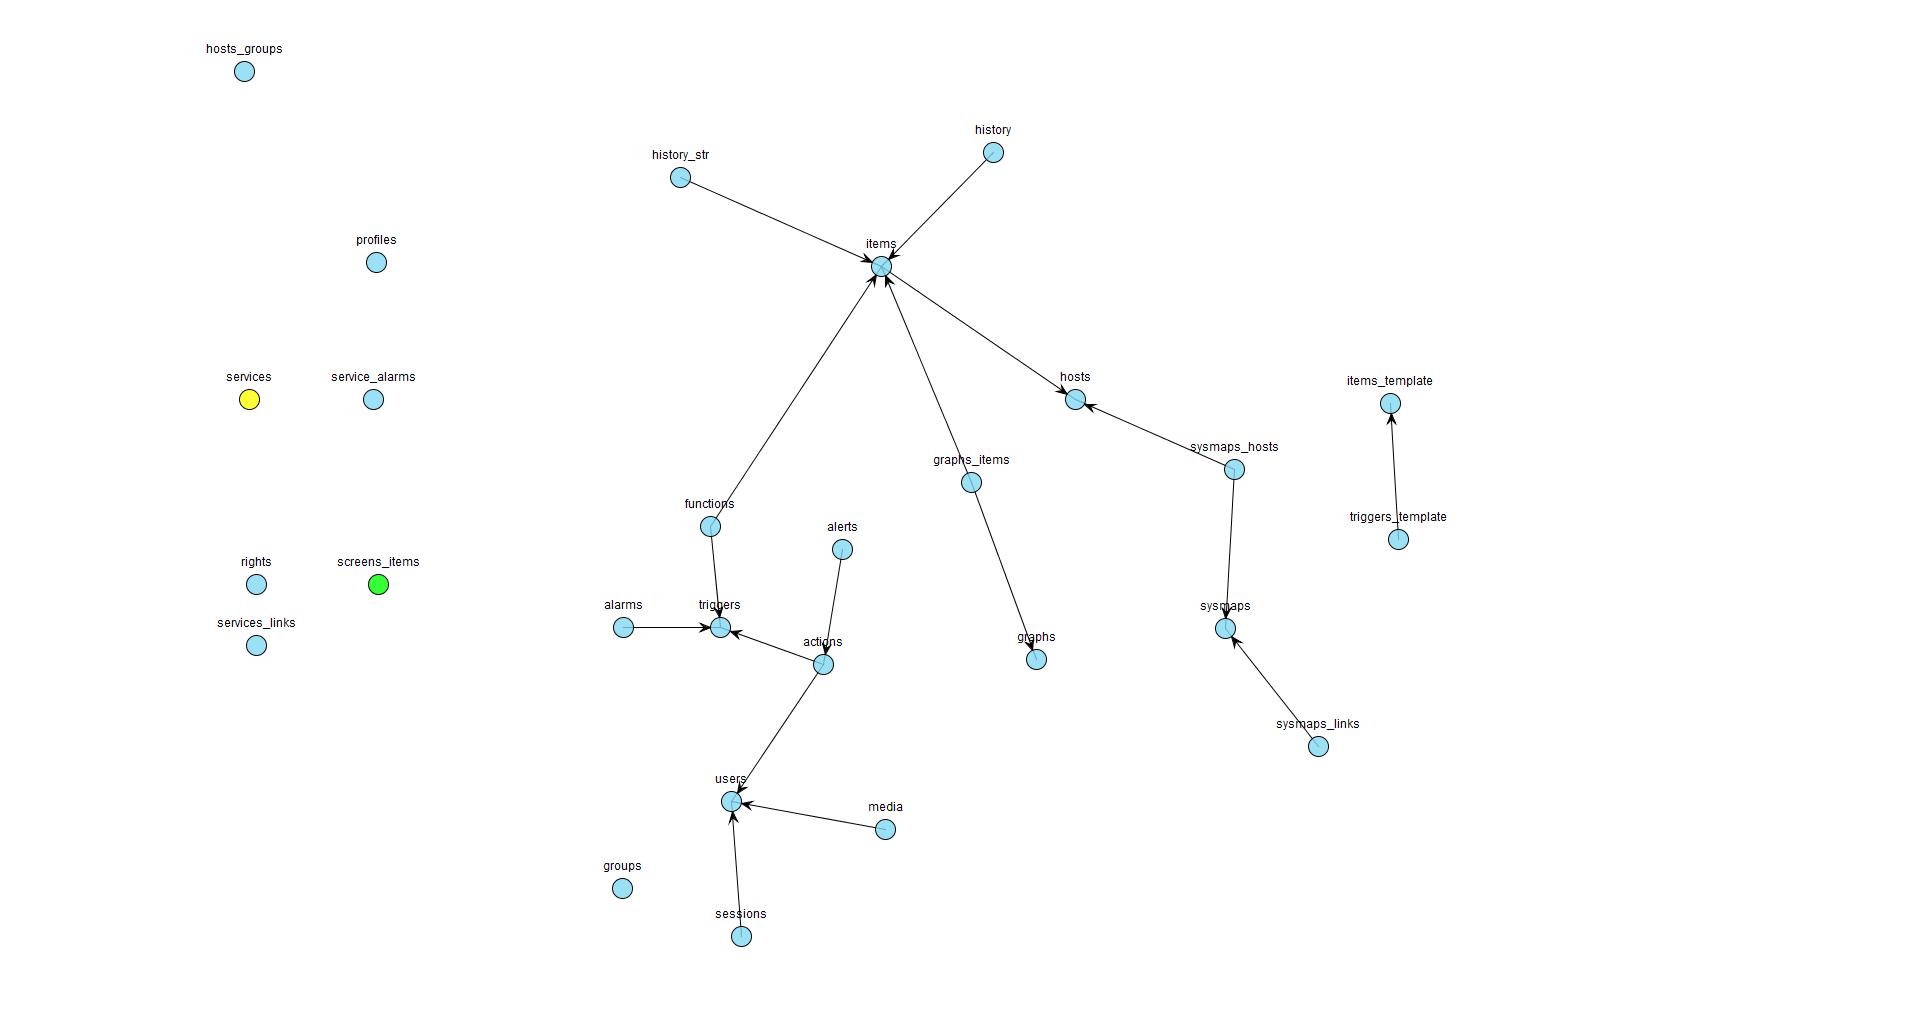 hosts_groups
history
history_str
profiles
items
services
service_alarms
hosts
items_template
sysmaps_hosts
graphs_items
functions
triggers_template
alerts
rights
screens_items
alarms
triggers
sysmaps
services_links
graphs
actions
sysmaps_links
users
media
groups
sessions